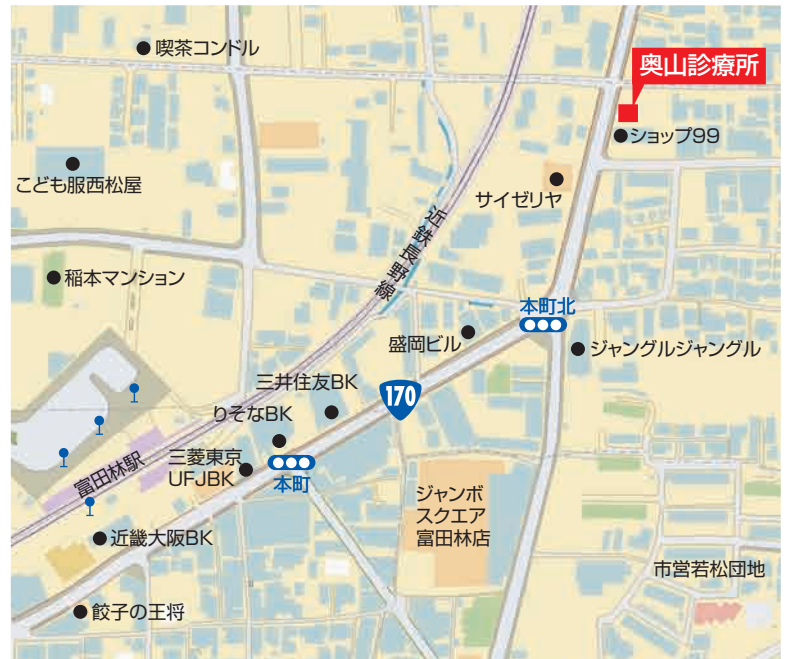 喫茶コンドル
奥山診療所
ショップ99
こども服西松屋
サイゼリヤ
近鉄長野線
稲本マンション
本町北
盛岡ビル
ジャングルジャングル
三井住友BK
170
りそなBK
三菱東京
UFJBK
富田林駅
本町
ジャンボ
スクエア
富田林店
近畿大阪BK
市営若松団地
餃子の王将